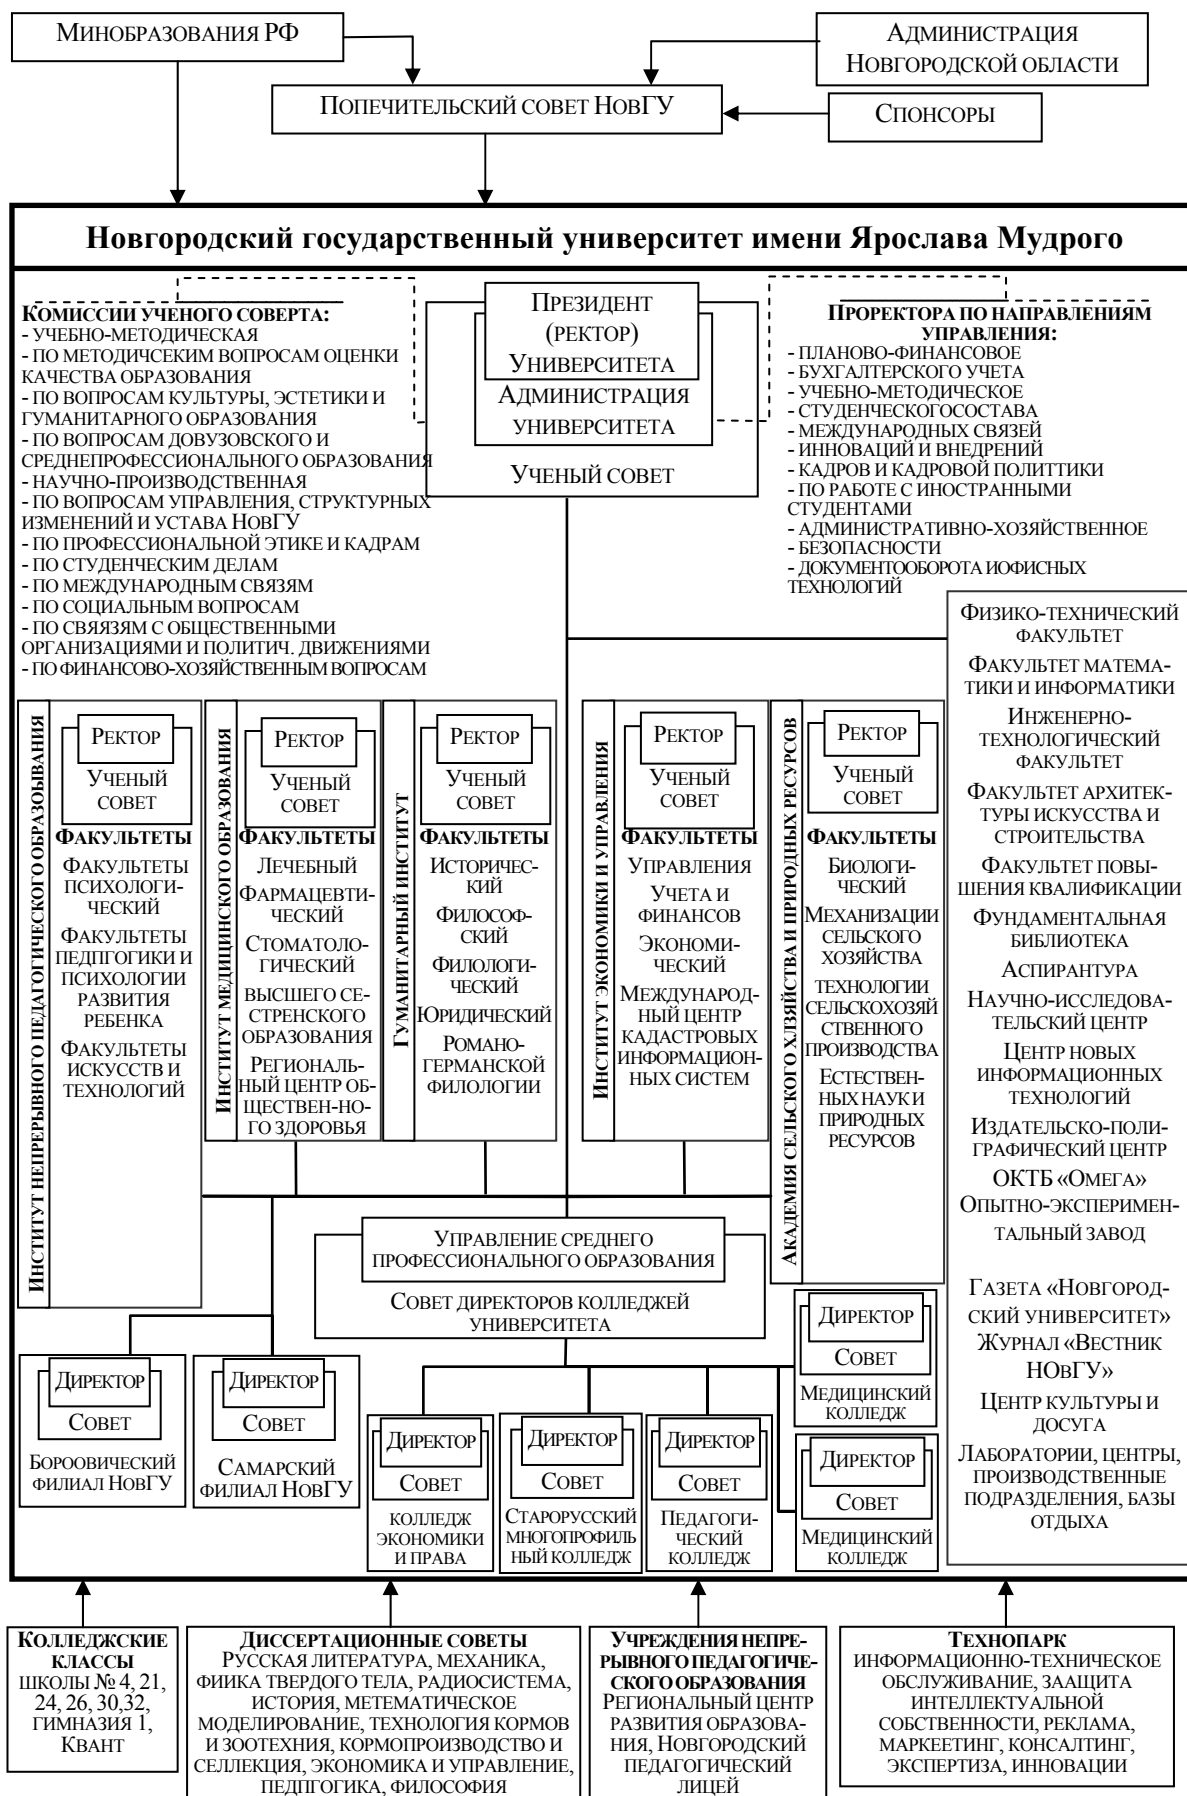 МИНОБРАЗОВАНИЯ РФ
АДМИНИСТРАЦИЯ
НОВГОРОДСКОЙ ОБЛАСТИ
ПОПЕЧИТЕЛЬСКИЙ СОВЕТ НОВГУ
СПОНСОРЫ
Новгородский государственный университет имени Ярослава Мудрого
КОМИССИИ УЧЕНОГО СОВЕРТА:
- УЧЕБНО-МЕТОДИЧЕСКАЯ
- ПО МЕТОДИЧСЕКИМ ВОПРОСАМ ОЦЕНКИ
КАЧЕСТВА ОБРАЗОВАНИЯ
- ПО ВОПРОСАМ КУЛЬТУРЫ, ЭСТЕТИКИ И
ГУМАНИТАРНОГО ОБРАЗОВАНИЯ
- ПО ВОПРОСАМ ДОВУЗОВСКОГО И
СРЕДНЕПРОФЕССИОНАЛЬНОГО ОБРАЗОВАНИЯ
- НАУЧНО-ПРОИЗВОДСТВЕННАЯ
- ПО ВОПРОСАМ УПРАВЛЕНИЯ, СТРУКТУРНЫХ
ИЗМЕНЕНИЙ И УСТАВА НОВГУ
- ПО ПРОФЕССИОНАЛЬНОЙ ЭТИКЕ И КАДРАМ
- ПО СТУДЕНЧЕСКИМ ДЕЛАМ
- ПО МЕЖДУНАРОДНЫМ СВЯЗЯМ
- ПО СОЦИАЛЬНЫМ ВОПРОСАМ
- ПО СВЯЯЗЯМ С ОБЩЕСТВЕННЫМИ
ОРГАНИЗАЦИЯМИ И ПОЛИТИЧ. ДВИЖЕНИЯМИ
- ПО ФИНАНСОВО-ХОЗЯЙСТВЕННЫМ ВОПРОСАМ
ПРЕЗИДЕНТ
(РЕКТОР)
УНИВЕРСИТЕТА
АДМИНИСТРАЦИЯ
УНИВЕРСИТЕТА
УЧЕНЫЙ СОВЕТ
ПРОРЕКТОРА ПО НАПРАВЛЕНИЯМ
УПРАВЛЕНИЯ:
- ПЛАНОВО-ФИНАНСОВОЕ
- БУХГАЛТЕРСКОГО УЧЕТА
- УЧЕБНО-МЕТОДИЧЕСКОЕ
- СТУДЕНЧЕСКОГОСОСТАВА
- МЕЖДУНАРОДНЫХ СВЯЗЕЙ
- ИННОВАЦИЙ И ВНЕДРЕНИЙ
- КАДРОВ И КАДРОВОЙ ПОЛИТТИКИ
- ПО РАБОТЕ С ИНОСТРАННЫМИ
СТУДЕНТАМИ
- АДМИНИСТРАТИВНО-ХОЗЯЙСТВЕННОЕ
- БЕЗОПАСНОСТИ
- ДОКУМЕНТООБОРОТА ИОФИСНЫХ
ТЕХНОЛОГИЙ
ИНСТИТУТ НЕПРЕРЫВНОГО ПЕДАГОГИЧЕСКОГО ОБРАЗОЫВАНИЯ
РЕКТОР
УЧЕНЫЙ
СОВЕТ
ФАКУЛЬТЕТЫ
ФАКУЛЬТЕТЫ
ПСИХОЛОГИ-
ЧЕСКИЙ
ФАКУЛЬТЕТЫ
ПЕДПГОГИКИ И
ПСИХОЛОГИИ
РАЗВИТИЯ
РЕБЕНКА
ФАКУЛЬТЕТЫ
ИСКУССТВ И
ТЕХНОЛОГИЙ
ИНСТИТУТ МЕДИЦИНСКОГО ОБРАЗОВАНИЯ
РЕКТОР
УЧЕНЫЙ
СОВЕТ
ФАКУЛЬТЕТЫ
ЛЕЧЕБНЫЙ
ФАРМАЦЕВТИ-
ЧЕСКИЙ
СТОМАТОЛО-
ГИЧЕСКИЙ
ВЫСШЕГО СЕ-
СТРЕНСКОГО
ОБРАЗОВАНИЯ
РЕГИОНАЛЬ-
НЫЙ ЦЕНТР ОБ-
ЩЕСТВЕН-НО-
ГО ЗДОРОВЬЯ
ГУМАНИТАРНЫЙ ИНСТИТУТ
РЕКТОР
УЧЕНЫЙ
СОВЕТ
ФАКУЛЬТЕТЫ
ИСТОРИЧЕС-
КИЙ
ФИЛОСОФ-
СКИЙ
ФИЛОЛОГИ-
ЧЕСКИЙ
ЮРИДИЧЕСКИЙ
РОМАНО-
ГЕРМАНСКОЙ
ФИЛОЛОГИИ
ИНСТИТУТ ЭКОНОМИКИ И УПРАВЛЕНИЯ
РЕКТОР
УЧЕНЫЙ
СОВЕТ
ФАКУЛЬТЕТЫ
УПРАВЛЕНИЯ
УЧЕТА И
ФИНАНСОВ
ЭКОНОМИ-
ЧЕСКИЙ
МЕЖДУНАРОД-
НЫЙ ЦЕНТР
КАДАСТРОВЫХ
ИНФОРМАЦИОН-
НЫХ СИСТЕМ
АКАДЕМИЯ СЕЛЬСКОГО ХЛЗЯЙСТВА И ПРИРОДНЫХ РЕСУРСОВ
РЕКТОР
УЧЕНЫЙ
СОВЕТ
ФАКУЛЬТЕТЫ
БИОЛОГИ-
ЧЕСКИЙ
МЕХАНИЗАЦИИ
СЕЛЬСКОГО
ХОЗЯЙСТВА
ТЕХНОЛОГИИ
СЕЛЬСКОХОЗЯЙ
СТВЕННОГО
ПРОИЗВОДСТВА
ЕСТЕСТВЕН-
НЫХ НАУК И
ПРИРОДНЫХ
РЕСУРСОВ
ФИЗИКО-ТЕХНИЧЕСКИЙ
ФАКУЛЬТЕТ
ФАКУЛЬТЕТ МАТЕМА-
ТИКИ И ИНФОРМАТИКИ
ИНЖЕНЕРНО-
ТЕХНОЛОГИЧЕСКИЙ
ФАКУЛЬТЕТ
ФАКУЛЬТЕТ АРХИТЕК-
ТУРЫ ИСКУССТВА И
СТРОИТЕЛЬСТВА
ФАКУЛЬТЕТ ПОВЫ-
ШЕНИЯ КВАЛИФИКАЦИИ
ФУНДАМЕНТАЛЬНАЯ
БИБЛИОТЕКА
АСПИРАНТУРА
НАУЧНО-ИССЛЕДОВА-
ТЕЛЬСКИЙ ЦЕНТР
ЦЕНТР НОВЫХ
ИНФОРМАЦИОННЫХ
ТЕХНОЛОГИЙ
ИЗДАТЕЛЬСКО-ПОЛИ-
ГРАФИЧЕСКИЙ ЦЕНТР
ОКТБ «ОМЕГА»
ОПЫТНО-ЭКСПЕРИМЕН-
ТАЛЬНЫЙ ЗАВОД
ГАЗЕТА «НОВГОРОД-
СКИЙ УНИВЕРСИТЕТ»
ЖУРНАЛ «ВЕСТНИК
НОВГУ»
ЦЕНТР КУЛЬТУРЫ И
ДОСУГА
ЛАБОРАТОРИИ, ЦЕНТРЫ,
ПРОИЗВОДСТВЕННЫЕ
ПОДРАЗДЕЛЕНИЯ, БАЗЫ
ОТДЫХА
УПРАВЛЕНИЕ СРЕДНЕГО
ПРОФЕССИОНАЛЬНОГО ОБРАЗОВАНИЯ
СОВЕТ ДИРЕКТОРОВ КОЛЛЕДЖЕЙ
УНИВЕРСИТЕТА
ДИРЕКТОР
СОВЕТ
БОРООВИЧЕСКИЙ
ФИЛИАЛ НОВГУ
ДИРЕКТОР
СОВЕТ
САМАРСКИЙ
ФИЛИАЛ НОВГУ
ДИРЕКТОР
СОВЕТ
КОЛЛЕДЖ
ЭКОНОМИКИ
И ПРАВА
ДИРЕКТОР
СОВЕТ
СТАРОРУССКИЙ
МНОГОПРОФИЛЬ
НЫЙ КОЛЛЕДЖ
ДИРЕКТОР
СОВЕТ
ПЕДАГОГИ-
ЧЕСКИЙ
КОЛЛЕДЖ
ДИРЕКТОР
СОВЕТ
МЕДИЦИНСКИЙ
КОЛЛЕДЖ
ДИРЕКТОР
СОВЕТ
МЕДИЦИНСКИЙ
КОЛЛЕДЖ
КОЛЛЕДЖСКИЕ
КЛАССЫ
ШКОЛЫ № 4, 21,
24, 26, 30,32,
ГИМНАЗИЯ 1,
КВАНТ
ДИССЕРТАЦИОННЫЕ СОВЕТЫ
РУССКАЯ ЛИТЕРАТУРА, МЕХАНИКА,
ФИИКА ТВЕРДОГО ТЕЛА, РАДИОСИСТЕМА,
ИСТОРИЯ, МЕТЕМАТИЧЕСКОЕ
МОДЕЛИРОВАНИЕ, ТЕХНОЛОГИЯ КОРМОВ
И ЗООТЕХНИЯ, КОРМОПРОИЗВОДСТВО И
СЕЛЛЕКЦИЯ, ЭКОНОМИКА И УПРАВЛЕНИЕ,
ПЕДПГОГИКА, ФИЛОСОФИЯ
УЧРЕЖДЕНИЯ НЕПРЕ-
РЫВНОГО ПЕДАГОГИЧЕ-
СКОГО ОБРАЗОВАНИЯ
РЕГИОНАЛЬНЫЙ ЦЕНТР
РАЗВИТИЯ ОБРАЗОВА-
НИЯ, НОВГОРОДСКИЙ
ПЕДАГОГИЧЕСКИЙ
ЛИЦЕЙ
ТЕХНОПАРК
ИНФОРМАЦИОННО-ТЕХНИЧЕСКОЕ
ОБСЛУЖИВАНИЕ, ЗААЩИТА
ИНТЕЛЛЕКТУАЛЬНОЙ
СОБСТВЕННОСТИ, РЕКЛАМА,
МАРКЕЕТИНГ, КОНСАЛТИНГ,
ЭКСПЕРТИЗА, ИННОВАЦИИ